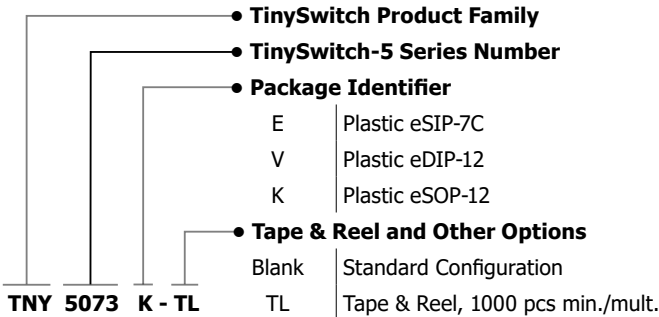 TinySwitch Product Family
TinySwitch-5 Series Number
Package Identifier
E Plastic eSIP-7C
V Plastic eDIP-12
K Plastic eSOP-12
Tape & Reel and Other Options
Blank Standard Configuration
TNY 5073 K - TL TL Tape & Reel, 1000 pcs min./mult.